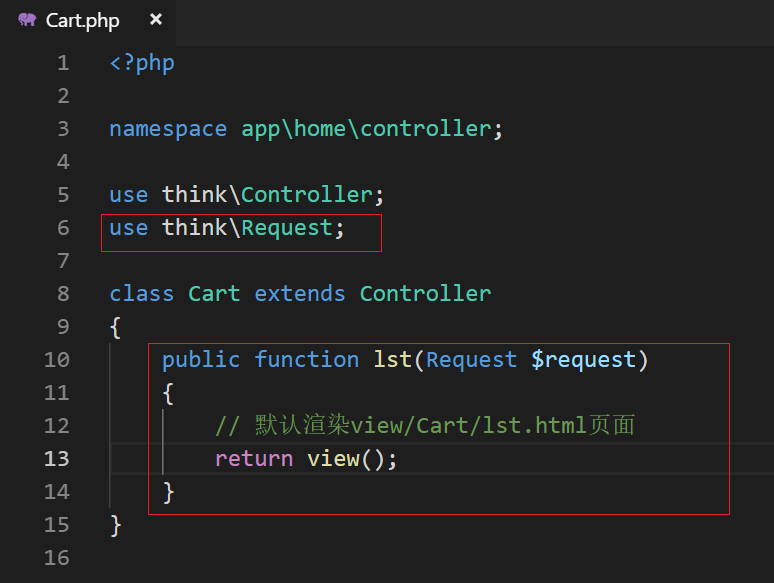 Cart.php ×
1 <?php
2
3 namespace app\home\controller;
4
5 use think\Controller;
6 use think\Request;
7
8 class Cart extends Controller
9 {
10 public function lst(Request $request)
11 {
12 // 默认渲染view/Cart/lst.html页面
13 return view();
14 }
15 }
16